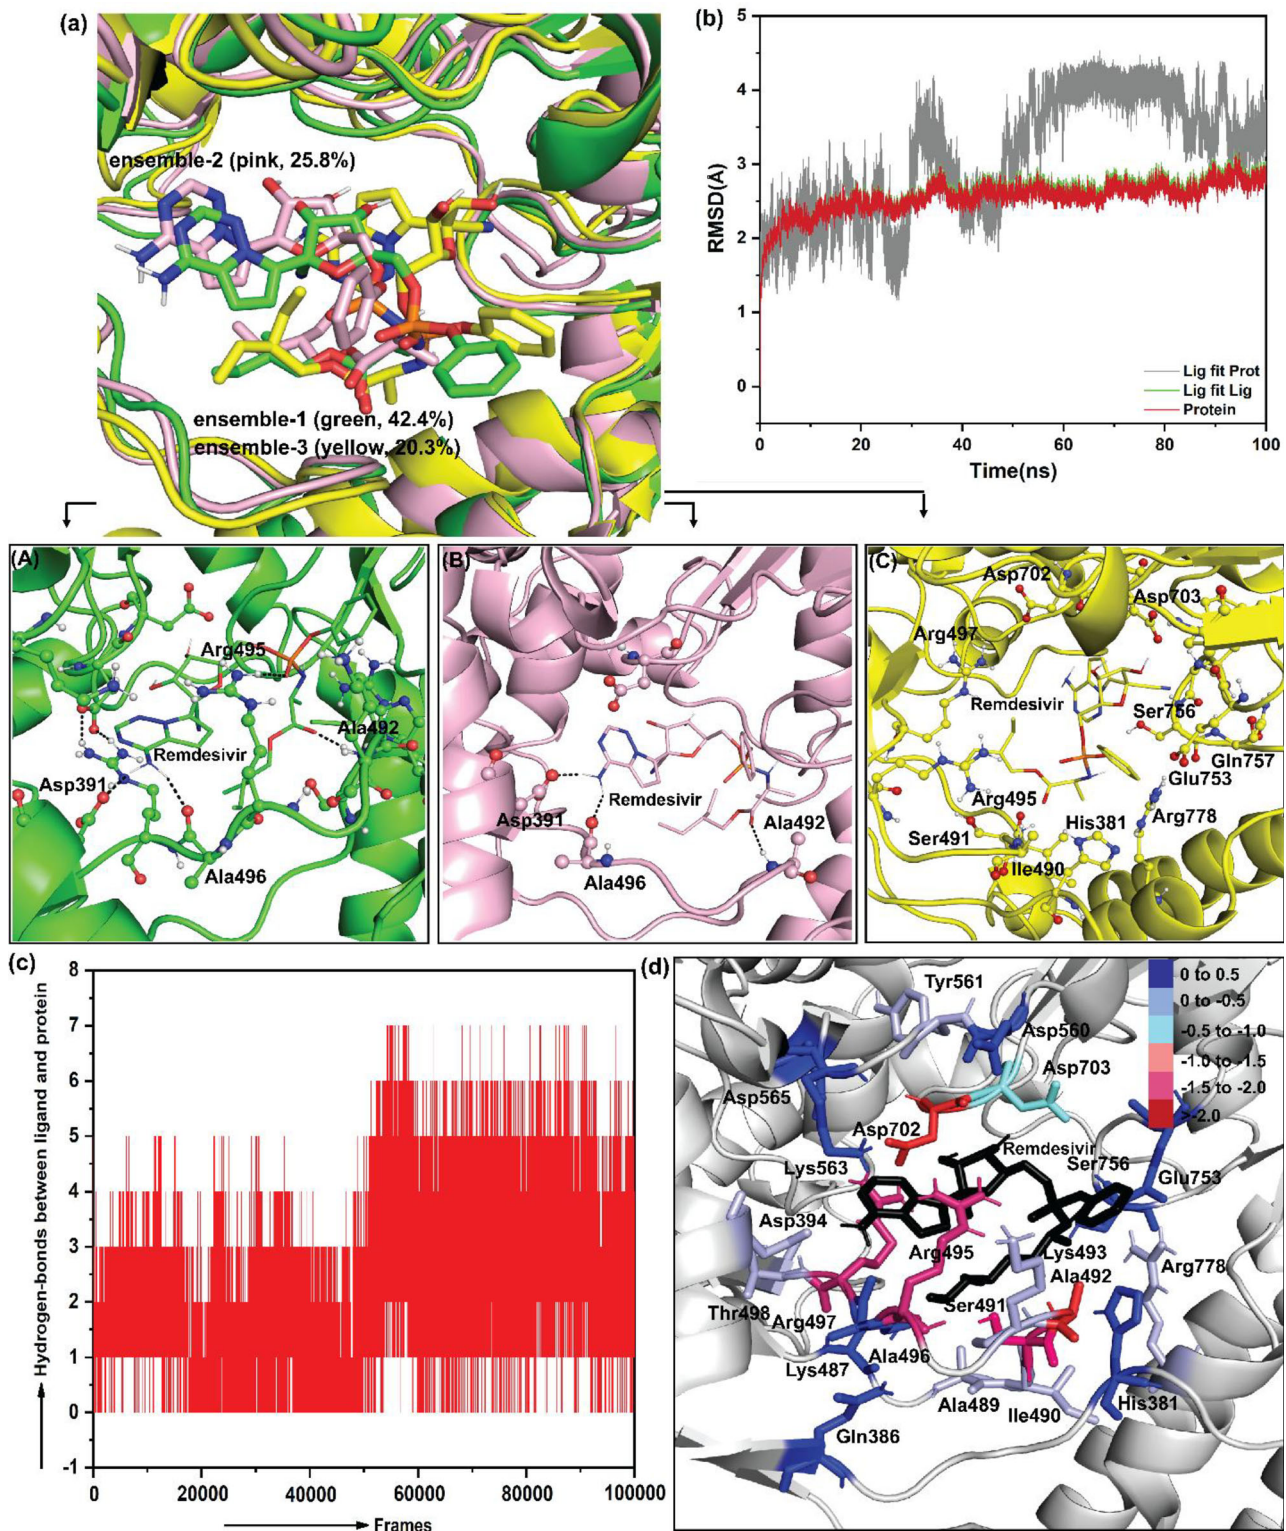 (a)
ensemble-2 (pink, 25.8%)
ensemble-1 (green, 42.4%)
ensemble-3 (yellow, 20.3%)
(b)
5
4
3
2
1
0
RMSD(Å)
Lig fit Prot
Lig fit Lig
Protein
0 20 40 60 80 100
Time(ns)
(A)
Arg495
Ala492
Remdesivir
Asp391
Ala496
(B)
Remdesivir
Asp391
Ala492
Ala496
(C)
Asp702
Asp703
Arg497
Remdesivir
Ser756
Gln757
Glu753
Arg495
Arg778
Ser491
His381
Ile490
(c)
8
7
6
5
4
3
2
1
0
-1
Hydrogen-bonds between ligand and protein
0 20000 40000 60000 80000 100000
Frames
(d)
0 to 0.5
0 to -0.5
-0.5 to -1.0
-1.0 to -1.5
-1.5 to -2.0
>-2.0
Tyr561
Asp560
Asp703
Asp565
Asp702
Remdesivir
Lys563
Ser756
Glu753
Asp394
Arg495
Lys493
Ala492
Arg778
Ser491
Thr498
Arg497
Ala496
Lys487
Ala489
Ile490
His381
Gln386